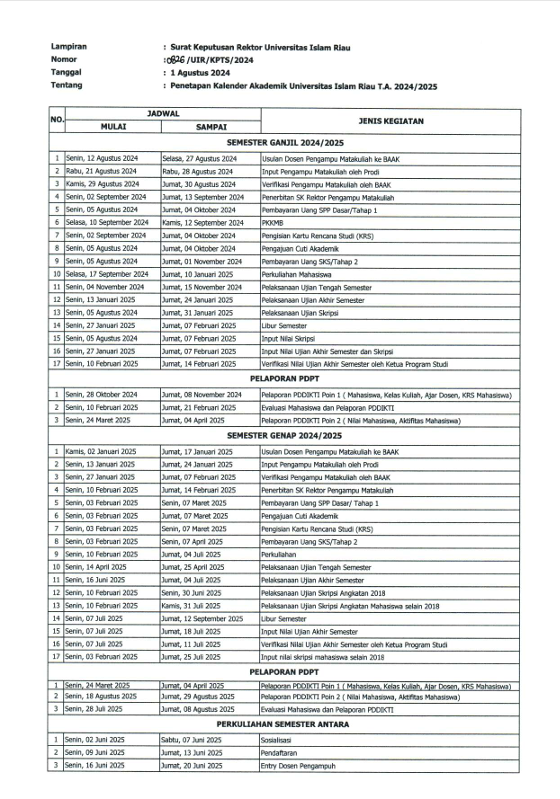 Lampiran : Surat Keputusan Rektor Universitas Islam Riau
Nomor : 0826 /UIR/KPTS/2024
Tanggal : 1 Agustus 2024
Tentang : Penetapan Kalender Akademik Universitas Islam Riau T.A. 2024/2025
NO. JADWAL JENIS KEGIATAN
MULAI SAMPAI
SEMESTER GANJIL 2024/2025
1 Senin, 12 Agustus 2024 Selasa, 27 Agustus 2024 Usulan Dosen Pengampu Matakuliah ke BAAK
2 Rabu, 21 Agustus 2024 Rabu, 28 Agustus 2024 Input Pengampu Matakuliah oleh Prodi
3 Kamis, 29 Agustus 2024 Jumat, 30 Agustus 2024 Verifikasi Pengampu Matakuliah oleh BAAK
4 Senin, 02 September 2024 Jumat, 13 September 2024 Penerbitan SK Rektor Pengampu Matakuliah
5 Senin, 05 Agustus 2024 Jumat, 04 Oktober 2024 Pembayaran Uang SPP Dasar/Tahap 1
6 Selasa, 10 September 2024 Kamis, 12 September 2024 PKKMB
7 Senin, 02 September 2024 Jumat, 04 Oktober 2024 Pengisian Kartu Rencana Studi (KRS)
8 Senin, 05 Agustus 2024 Jumat, 04 Oktober 2024 Pengajuan Cuti Akademik
9 Senin, 05 Agustus 2024 Jumat, 01 November 2024 Pembayaran Uang SKS/Tahap 2
10 Selasa, 17 September 2024 Jumat, 10 Januari 2025 Perkuliahan Mahasiswa
11 Senin, 04 November 2024 Jumat, 15 November 2024 Pelaksanaan Ujian Tengah Semester
12 Senin, 13 Januari 2025 Jumat, 24 Januari 2025 Pelaksanaan Ujian Akhir Semester
13 Senin, 05 Agustus 2024 Jumat, 31 Januari 2025 Pelaksanaan Ujian Skripsi
14 Senin, 27 Januari 2025 Jumat, 07 Februari 2025 Libur Semester
15 Senin, 05 Agustus 2024 Jumat, 07 Februari 2025 Input Nilai Skripsi
16 Senin, 27 Januari 2025 Jumat, 07 Februari 2025 Input Nilai Ujian Akhir Semester dan Skripsi
17 Senin, 10 Februari 2025 Jumat, 14 Februari 2025 Verifikasi Nilai Ujian Akhir Semester oleh Ketua Program Studi
PELAPORAN PDPT
1 Senin, 28 Oktober 2024 Jumat, 08 November 2024 Pelaporan PDDIKTI Poin 1 ( Mahasiswa, Kelas Kuliah, Ajar Dosen, KRS Mahasiswa)
2 Senin, 10 Februari 2025 Jumat, 21 Februari 2025 Evaluasi Mahasiswa dan Pelaporan PDDIKTI
3 Senin, 24 Maret 2025 Jumat, 04 April 2025 Pelaporan PDDIKTI Poin 2 ( Nilai Mahasiswa, Aktifitas Mahasiswa)
SEMESTER GENAP 2024/2025
1 Kamis, 02 Januari 2025 Jumat, 17 Januari 2025 Usulan Dosen Pengampu Matakuliah ke BAAK
2 Senin, 13 Januari 2025 Jumat, 24 Januari 2025 Input Pengampu Matakuliah oleh Prodi
3 Senin, 27 Januari 2025 Jumat, 07 Februari 2025 Verifikasi Pengampu Matakuliah oleh BAAK
4 Senin, 10 Februari 2025 Jumat, 14 Februari 2025 Penerbitan SK Rektor Pengampu Matakuliah
5 Senin, 03 Februari 2025 Senin, 07 Maret 2025 Pembayaran Uang SPP Dasar/ Tahap 1
6 Senin, 03 Februari 2025 Jumat, 07 Maret 2025 Pengajuan Cuti Akademik
7 Senin, 03 Februari 2025 Senin, 07 Maret 2025 Pengisian Kartu Rencana Studi (KRS)
8 Senin, 03 Februari 2025 Senin, 07 April 2025 Pembayaran Uang SKS/Tahap 2
9 Senin, 10 Februari 2025 Jumat, 04 Juli 2025 Perkuliahan
10 Senin, 14 April 2025 Jumat, 25 April 2025 Pelaksanaan Ujian Tengah Semester
11 Senin, 16 Juni 2025 Jumat, 04 Juli 2025 Pelaksanaan Ujian Akhir Semester
12 Senin, 10 Februari 2025 Senin, 30 Juni 2025 Pelaksanaan Ujian Skripsi Angkatan 2018
13 Senin, 10 Februari 2025 Kamis, 31 Juli 2025 Pelaksanaan Ujian Skripsi Angkatan Mahasiswa selain 2018
14 Senin, 07 Juli 2025 Jumat, 12 September 2025 Libur Semester
15 Senin, 07 Juli 2025 Jumat, 18 Juli 2025 Input Nilai Ujian Akhir Semester
16 Senin, 07 Juli 2025 Jumat, 11 Juli 2025 Verifikasi Nilai Ujian Akhir Semester oleh Ketua Program Studi
17 Senin, 03 Februari 2025 Jumat, 25 Juli 2025 Input nilai skripsi mahasiswa selain 2018
PELAPORAN PDPT
1 Senin, 24 Maret 2025 Jumat, 04 April 2025 Pelaporan PDDIKTI Poin 1 ( Mahasiswa, Kelas Kuliah, Ajar Dosen, KRS Mahasiswa)
2 Senin, 18 Agustus 2025 Jumat, 29 Agustus 2025 Pelaporan PDDIKTI Poin 2 ( Nilai Mahasiswa, Aktifitas Mahasiswa)
3 Senin, 28 Juli 2025 Jumat, 08 Agustus 2025 Evaluasi Mahasiswa dan Pelaporan PDDIKTI
PERKULIAHAN SEMESTER ANTARA
1 Senin, 02 Juni 2025 Sabtu, 07 Juni 2025 Sosialisasi
2 Senin, 09 Juni 2025 Jumat, 13 Juni 2025 Pendaftaran
3 Senin, 16 Juni 2025 Jumat, 20 Juni 2025 Entry Dosen Pengampuh